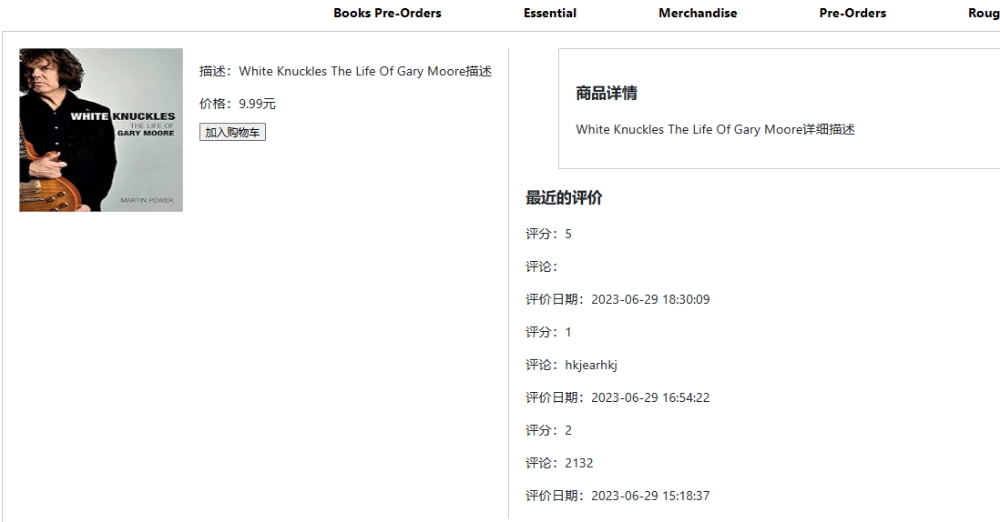 Books Pre-Orders
Essential
Merchandise
Pre-Orders
Roug
WHITE KNUCKLES
THE LIFE OF
GARY MOORE
MARTIN POWER
描述：White Knuckles The Life Of Gary Moore描述
价格：9.99元
加入购物车
商品详情
White Knuckles The Life Of Gary Moore详细描述
最近的评价
评分：5
评论：
评价日期：2023-06-29 18:30:09
评分：1
评论：hkjearhkj
评价日期：2023-06-29 16:54:22
评分：2
评论：2132
评价日期：2023-06-29 15:18:37